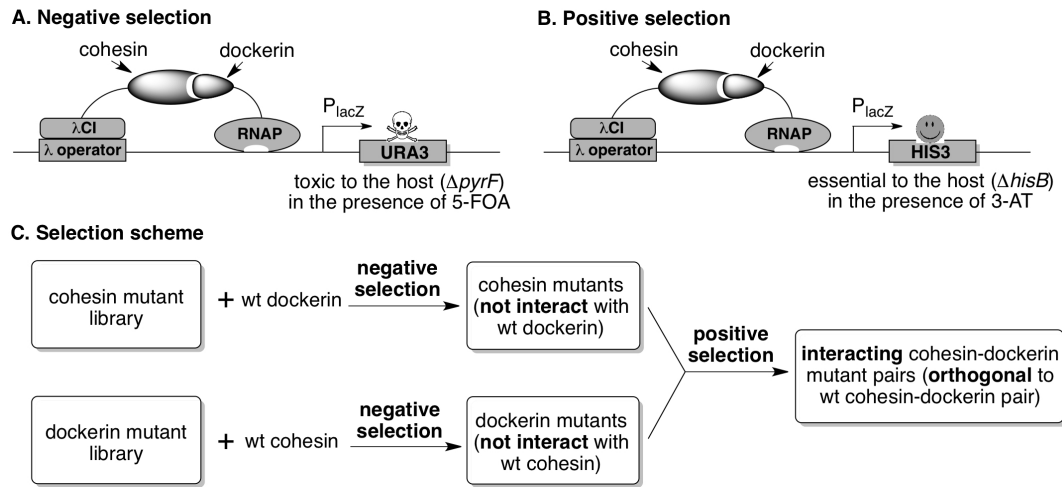 A. Negative selection
cohesin
dockerin
λCI
λ operator
RNAP
PlacZ
URA3
toxic to the host (ΔpyrF)
in the presence of 5-FOA
B. Positive selection
cohesin
dockerin
λCI
λ operator
RNAP
PlacZ
HIS3
essential to the host (ΔhisB)
in the presence of 3-AT
C. Selection scheme
cohesin mutant
library
+ wt dockerin
negative
selection
cohesin mutants
(not interact with
wt dockerin)
dockerin mutant
library
+ wt cohesin
negative
selection
dockerin mutants
(not interact with
wt cohesin)
positive
selection
interacting cohesin-dockerin
mutant pairs (orthogonal to
wt cohesin-dockerin pair)